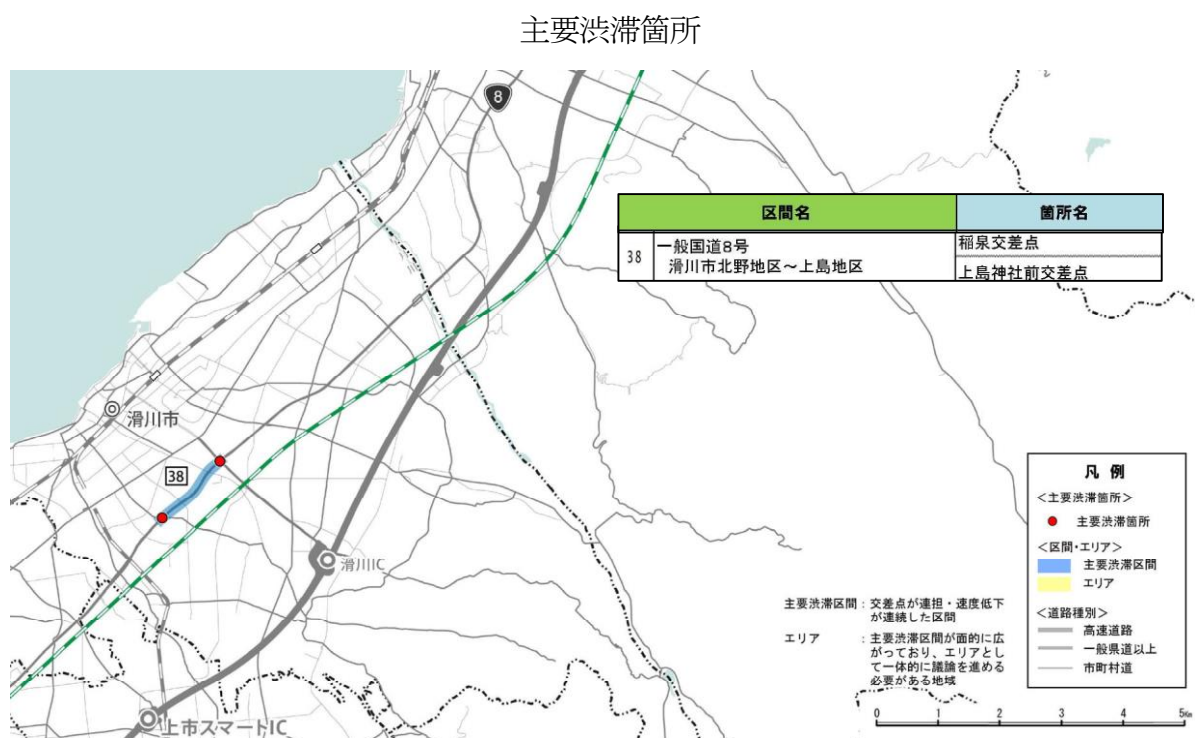 主要渋滞箇所
8
区間名 箇所名
38 一般国道8号
滑川市北野地区～上島地区
稲泉交差点
上島神社前交差点
滑川市
38
滑川IC
上市スマートIC
凡 例
＜主要渋滞箇所＞
主要渋滞箇所
＜区間・エリア＞
主要渋滞区間
エリア
＜道路種別＞
高速道路
一般県道以上
市町村道
主要渋滞区間：交差点が連担・速度低下
が連続した区間
エリア ：主要渋滞区間が面的に広
がっており、エリアとし
て一体的に議論を進める
必要がある地域
0 1 2 3 4 5Km